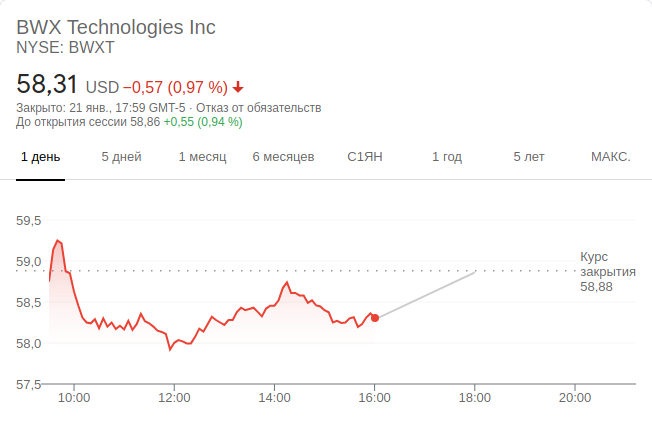 BWX Technologies Inc
NYSE: BWXT
58,31 USD −0,57 (0,97 %)
Закрыто: 21 янв., 17:59 GMT-5 · Отказ от обязательств
До открытия сессии 58,86 +0,55 (0,94 %)
1 день 5 дней 1 месяц 6 месяцев С1ЯН 1 год 5 лет МАКС.
59,5
59,0
58,5
58,0
57,5
Курс
закрытия
58,88
10:00 12:00 14:00 16:00 18:00 20:00